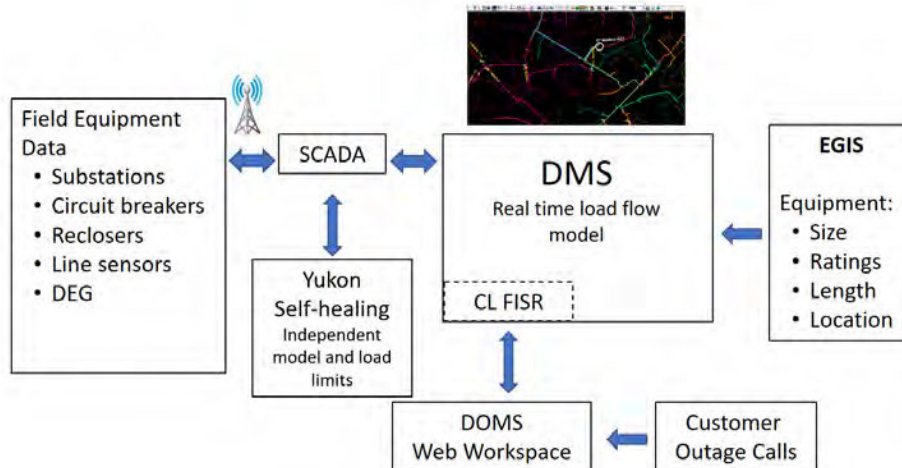 Field Equipment
Data
• Substations
• Circuit breakers
• Reclosers
• Line sensors
• DEG
SCADA
Yukon
Self-healing
Independent
model and load
limits
DMS
Real time load flow
model
CL FISR
EGIS
Equipment:
• Size
• Ratings
• Length
• Location
DOMS
Web Workspace
Customer
Outage Calls